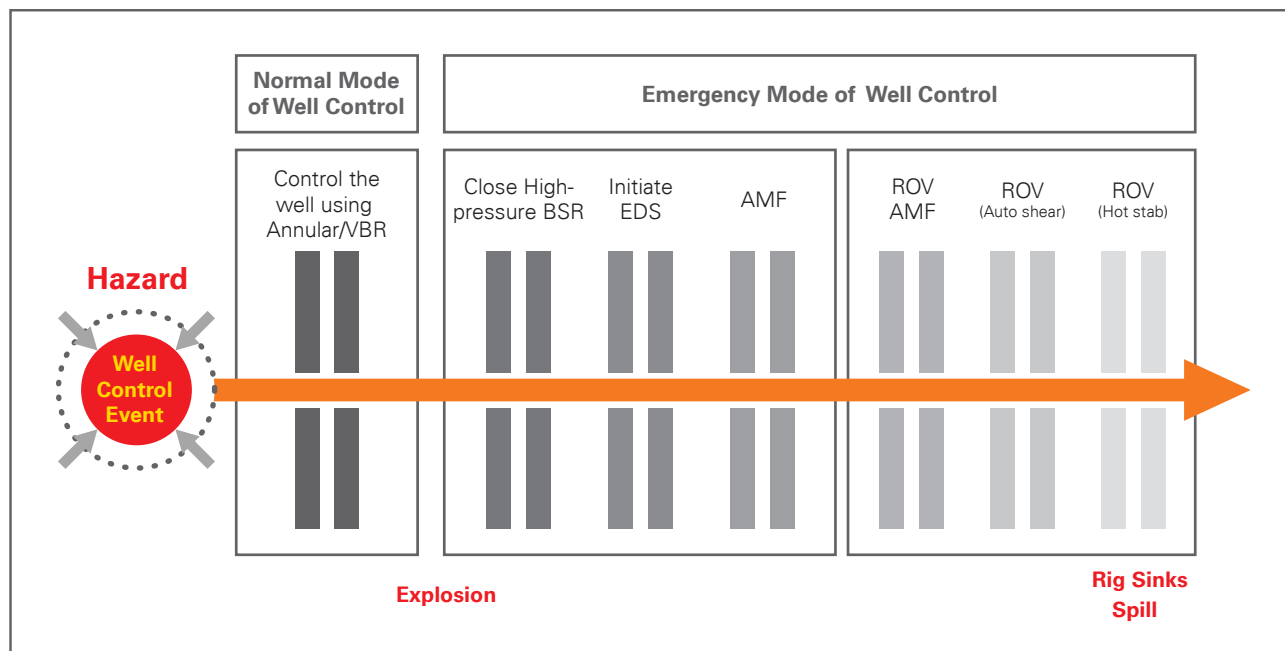 Normal Mode
of Well Control
Emergency Mode of Well Control
Control the
well using
Annular/VBR
Close High-
pressure BSR
Initiate
EDS
AMF
ROV
AMF
ROV
(Auto shear)
ROV
(Hot stab)
Hazard
Well
Control
Event
Explosion
Rig Sinks
Spill